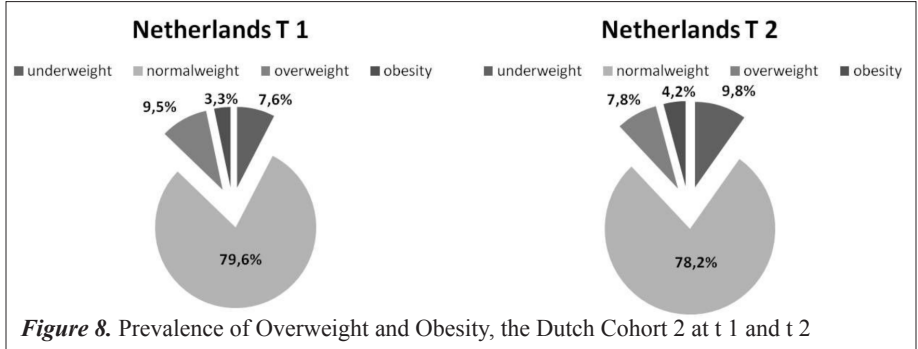 Netherlands T 1
underweight normalweight overweight obesity
9,5% 3,3% 7,6%
79,6%
Netherlands T 2
underweight normalweight overweight obesity
7,8% 4,2% 9,8%
78,2%
Figure 8. Prevalence of Overweight and Obesity, the Dutch Cohort 2 at t 1 and t 2